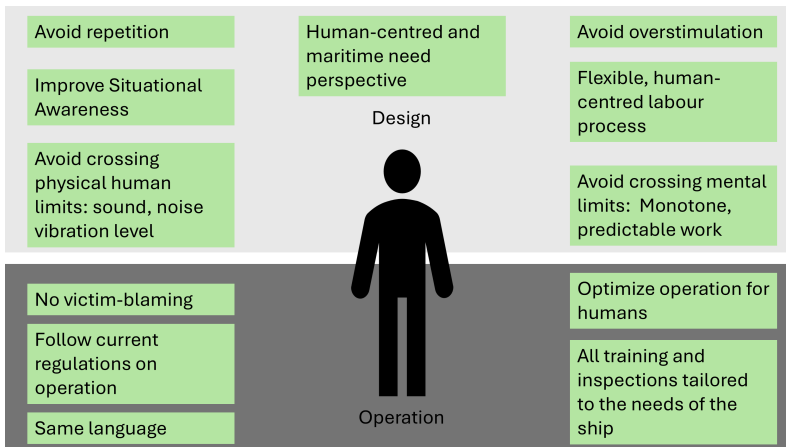 Avoid repetition
Improve Situational
Awareness
Avoid crossing
physical human
limits: sound, noise
vibration level
Human-centred and
maritime need
perspective
Design
Avoid overstimulation
Flexible, human-
centred labour
process
Avoid crossing mental
limits:  Monotone,
predictable work
No victim-blaming
Follow current
regulations on
operation
Same language
Operation
Optimize operation for
humans
All training and
inspections tailored
to the needs of the
ship